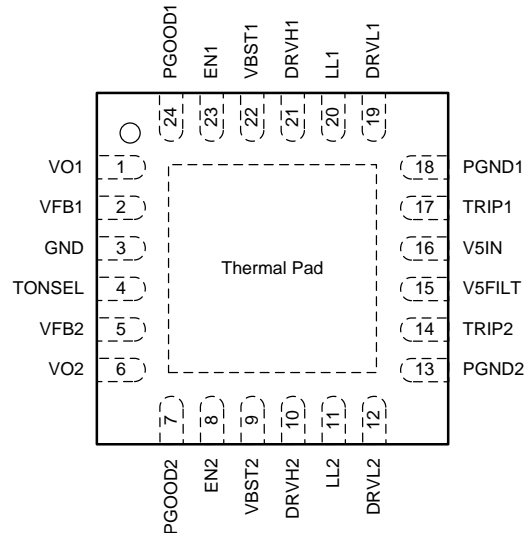 PGOOD1
EN1
VBST1
DRVH1
LL1
DRVL1
24
23
22
21
20
19
VO1 1
VFB1 2
GND 3
TONSEL 4
VFB2 5
VO2 6
Thermal Pad
18 PGND1
17 TRIP1
16 V5IN
15 V5FILT
14 TRIP2
13 PGND2
7
8
9
10
11
12
PGOOD2
EN2
VBST2
DRVH2
LL2
DRVL2